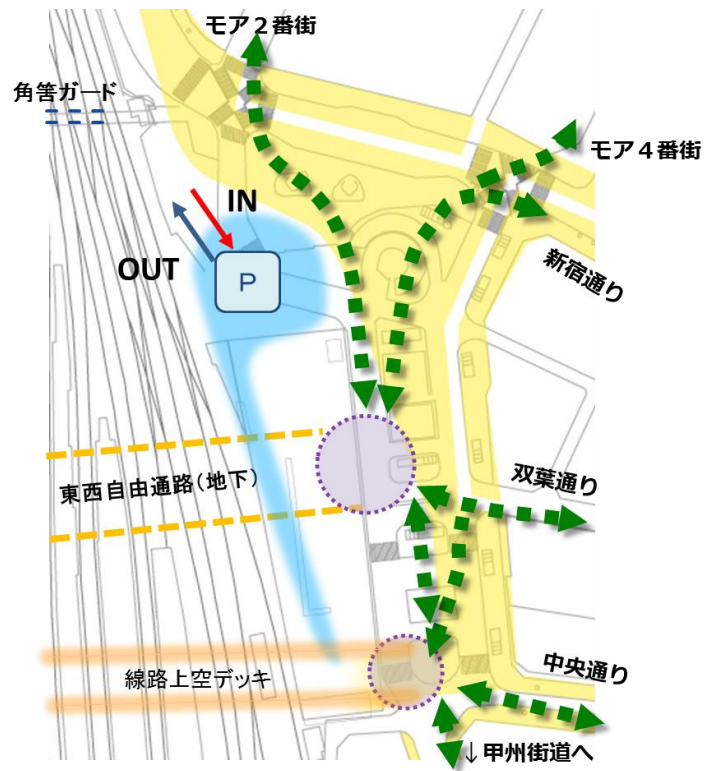 モア２番街
角筈ガード
モア４番街
IN
OUT
P
新宿通り
東西自由通路(地下)
双葉通り
線路上空デッキ
中央通り
↓甲州街道へ